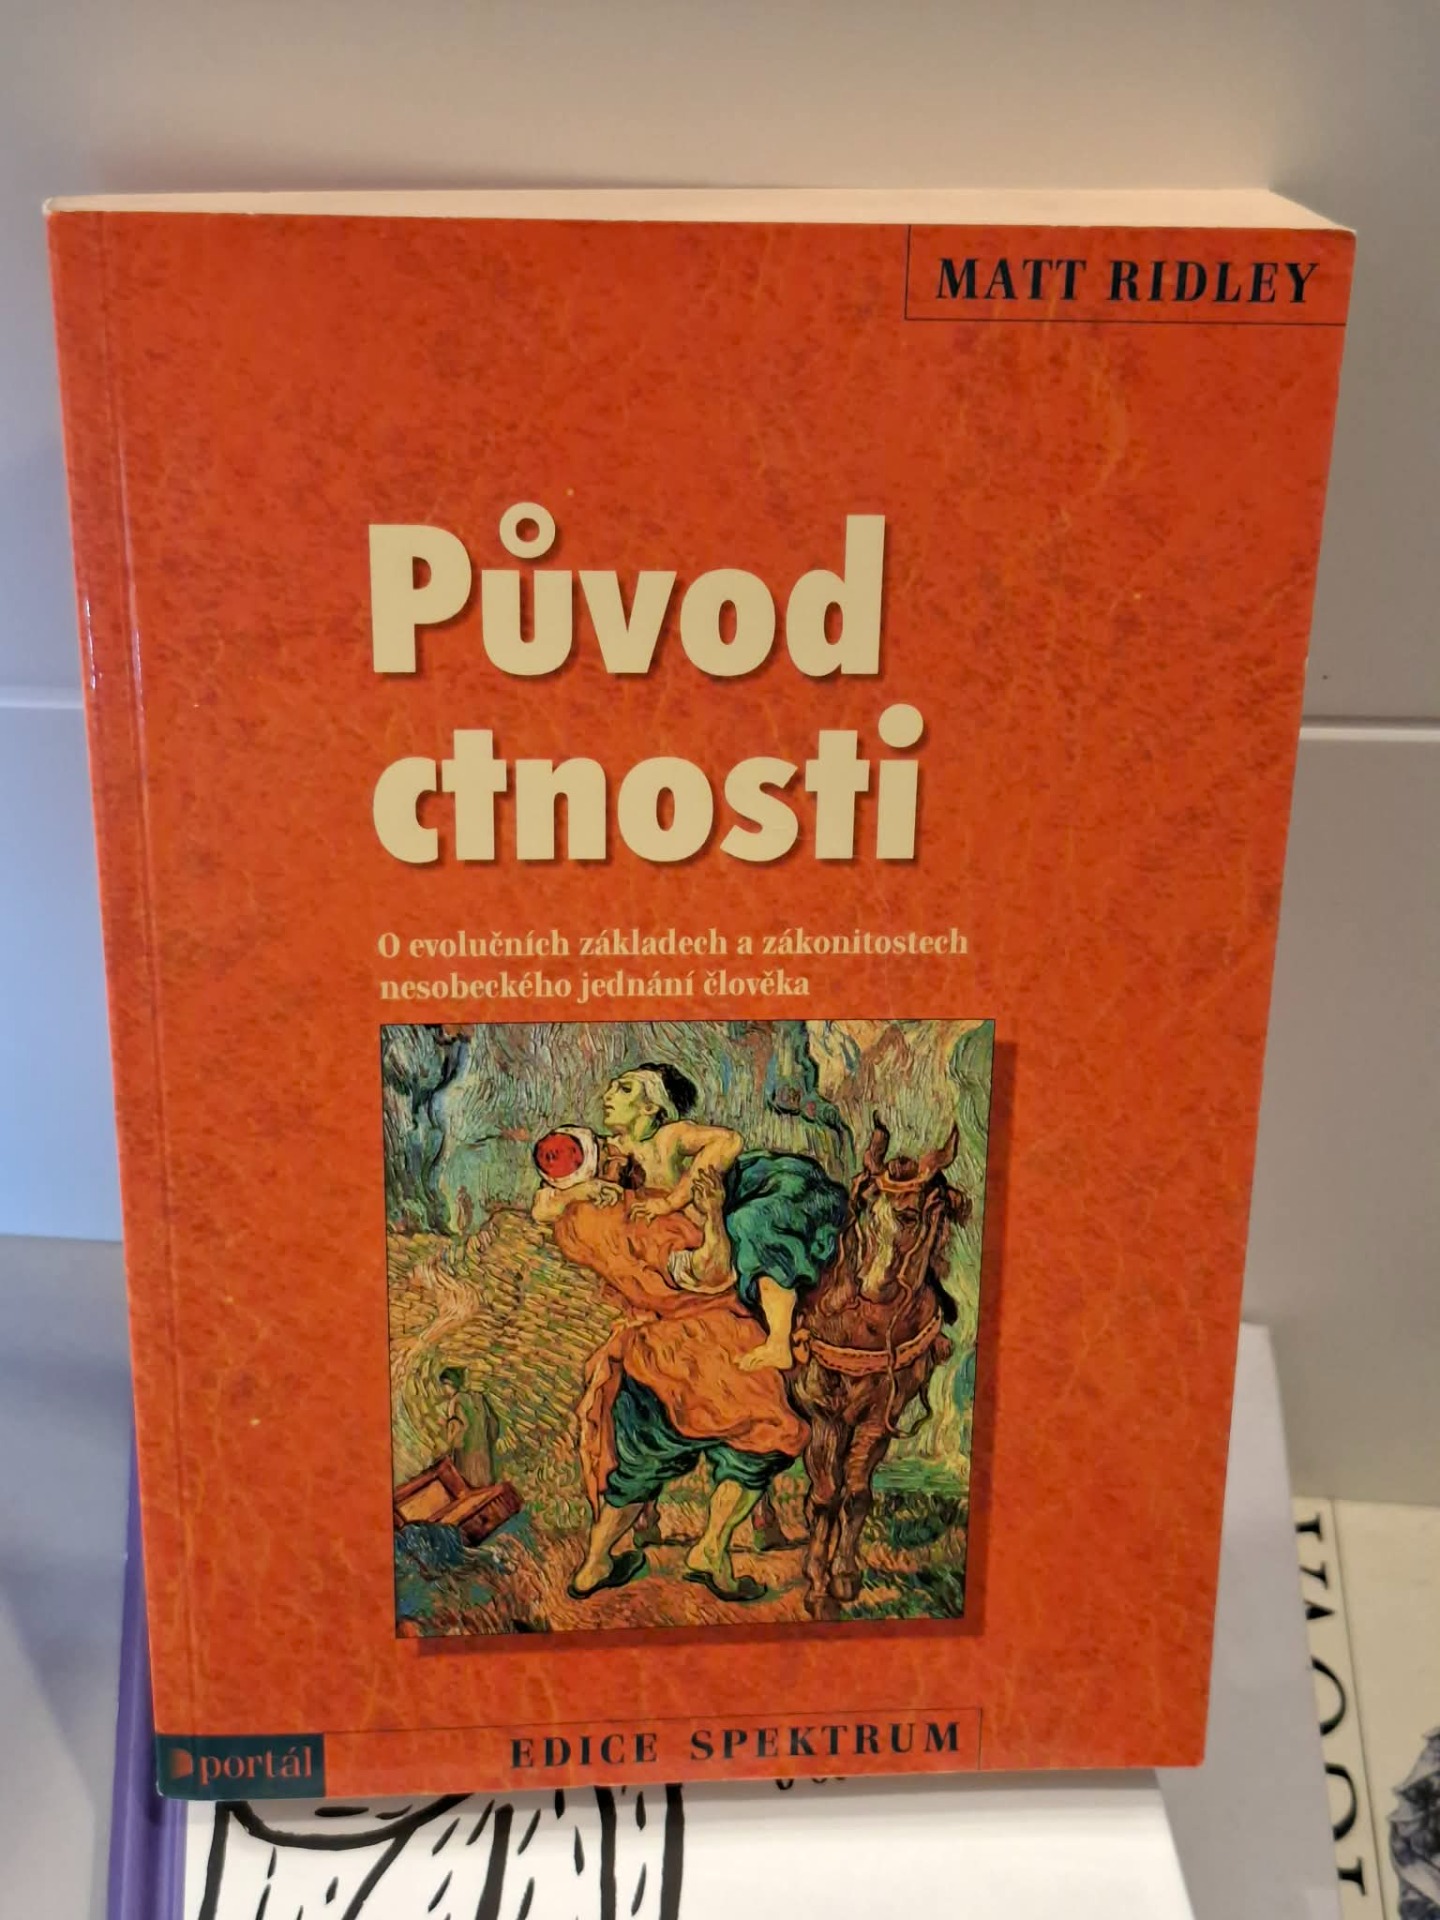 MATT RIDLEY
Původ
ctnosti
O evolučních základech a zákonitostech
nesobeckého jednání člověka
portál
EDICE SPEKTRUM